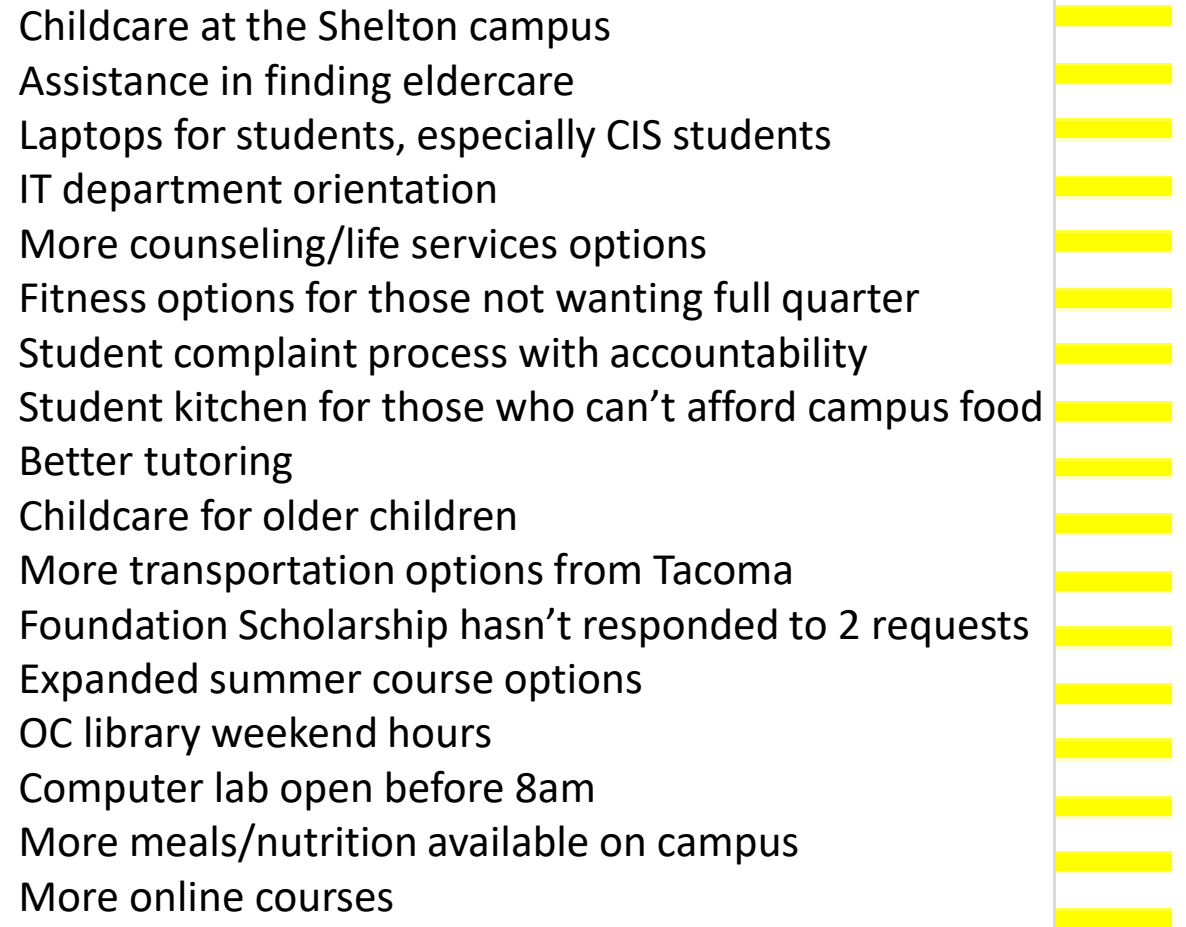 Childcare at the Shelton campus
Assistance in finding eldercare
Laptops for students, especially CIS students
IT department orientation
More counseling/life services options
Fitness options for those not wanting full quarter
Student complaint process with accountability
Student kitchen for those who can’t afford campus food
Better tutoring
Childcare for older children
More transportation options from Tacoma
Foundation Scholarship hasn’t responded to 2 requests
Expanded summer course options
OC library weekend hours
Computer lab open before 8am
More meals/nutrition available on campus
More online courses